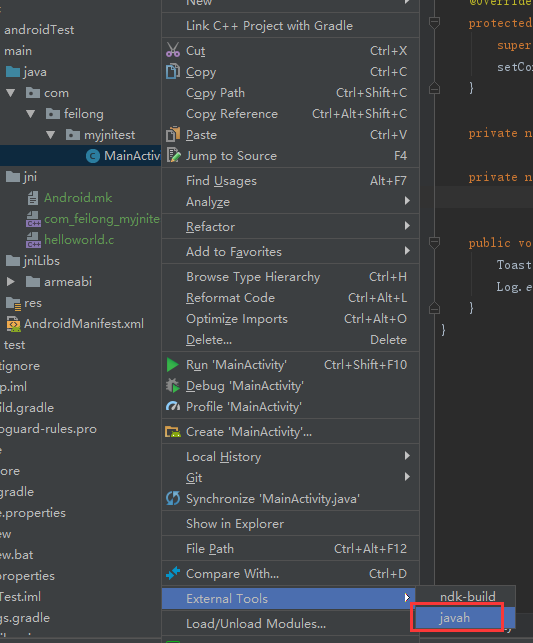 New
@Override
androidTest
Link C++ Project with Gradle
protected
main
Cut Ctrl+X
super
java
Copy Ctrl+C
setCo
com
Copy Path Ctrl+Shift+C
}
feilong
Copy Reference Ctrl+Alt+Shift+C
myjnitest
Paste Ctrl+V
private n
MainActivi
Jump to Source F4
jni
Find Usages Alt+F7
private n
Android.mk
Analyze
com_feilong_myjnite
Refactor
helloworld.c
public vo
Add to Favorites
jniLibs
Toast
Browse Type Hierarchy Ctrl+H
armeabi
Log.e
Reformat Code Ctrl+Alt+L
res
}
Optimize Imports Ctrl+Alt+O
AndroidManifest.xml
}
Delete... Delete
test
Run 'MainActivity' Ctrl+Shift+F10
itignore
Debug 'MainActivity'
p.iml
Profile 'MainActivity'
ild.gradle
Create 'MainActivity'...
oguard-rules.pro
Local History
ore
Git
gradle
Synchronize 'MainActivity.java'
e.properties
Show in Explorer
ew
File Path Ctrl+Alt+F12
ew.bat
Compare With... Ctrl+D
properties
External Tools
ndk-build
Test.iml
javah
gs.gradle
Load/Unload Modules...